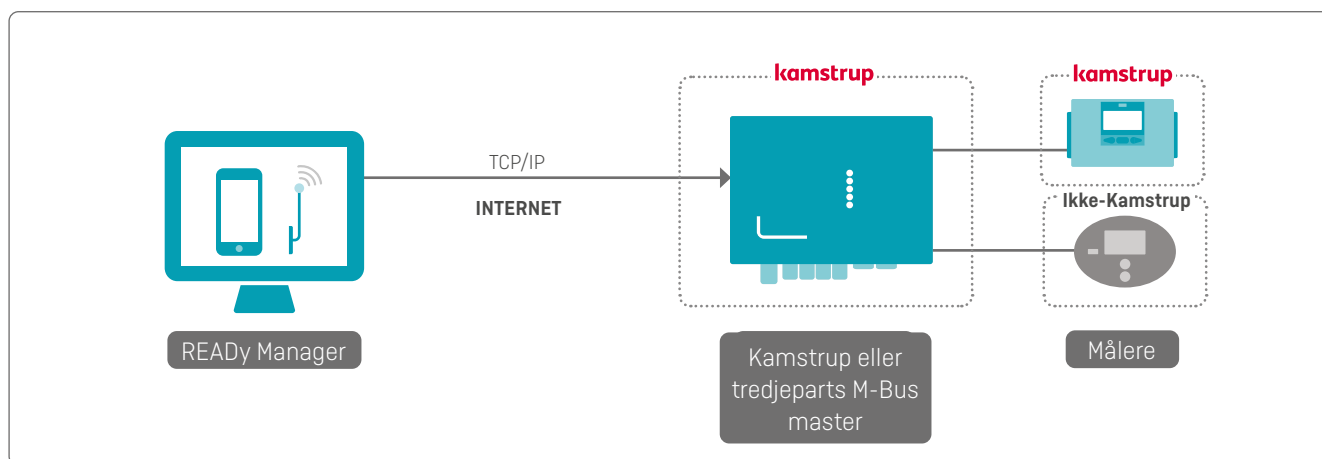 kamstrup
kamstrup
TCP/IP
INTERNET
Ikke-Kamstrup
READy Manager
Kamstrup eller
tredjeparts M-Bus
master
Målere